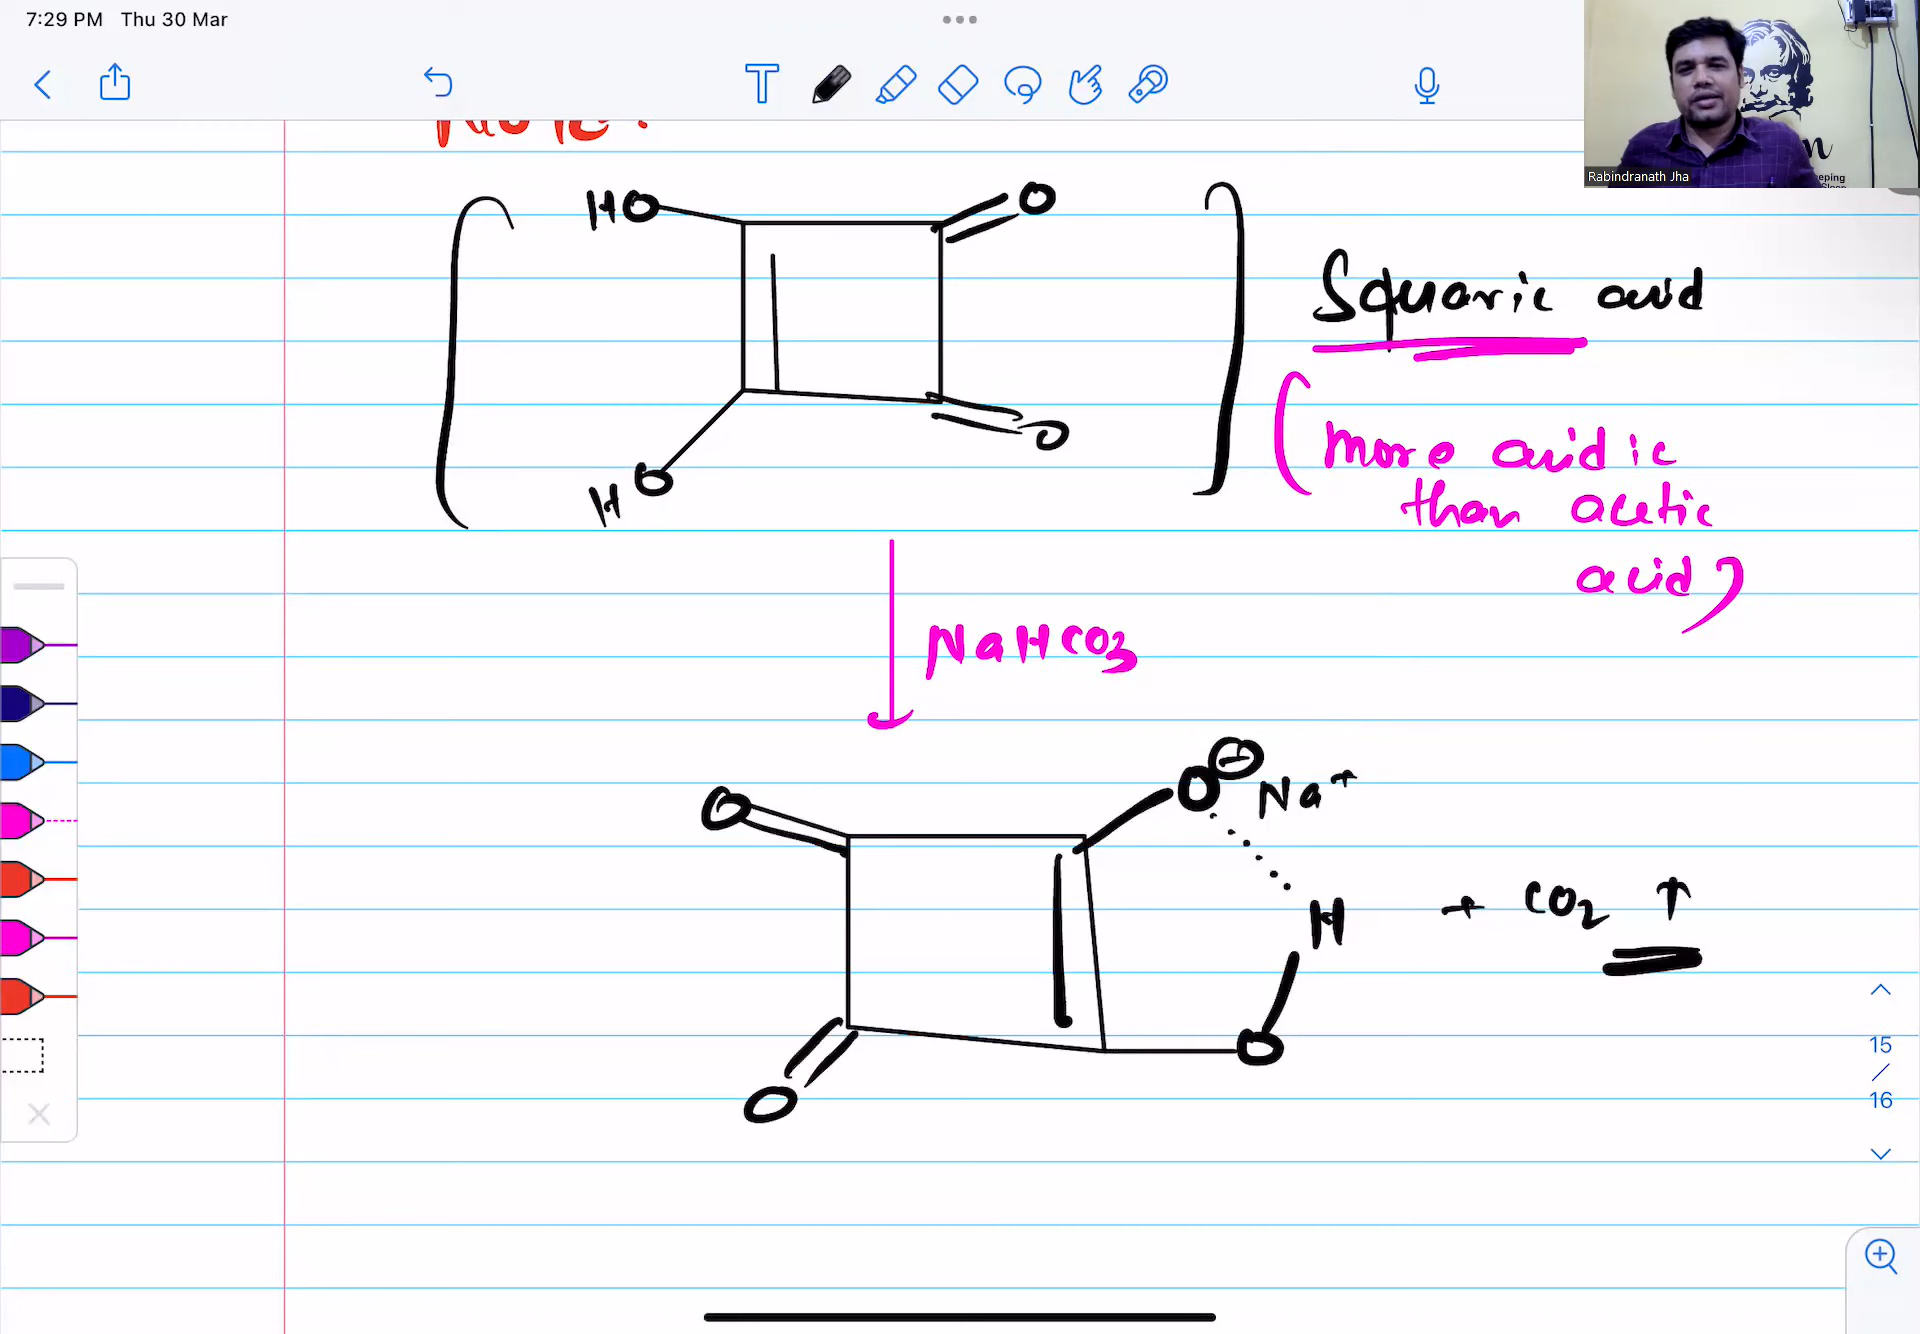 7:29 PM Thu 30 Mar
Note:
HO
O
Squaric acid
O
HO
(more acidic
than acetic
acid)
NaHCO3
Rabindranath Jha
O
O⊖ Na+
H
+ CO2 ↑
O
O
15
/
16